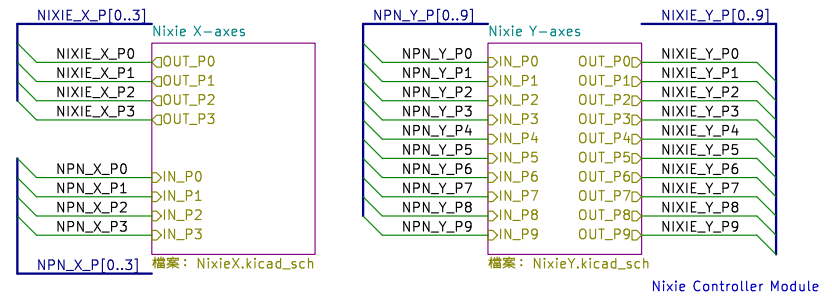 NIXIE_X_P[0..3]
Nixie X-axes
NIXIE_X_P0
OUT_P0
NIXIE_X_P1
OUT_P1
NIXIE_X_P2
OUT_P2
NIXIE_X_P3
OUT_P3
NPN_X_P0
IN_P0
NPN_X_P1
IN_P1
NPN_X_P2
IN_P2
NPN_X_P3
IN_P3
NPN_X_P[0..3]
檔案: NixieX.kicad_sch
NPN_Y_P[0..9]
NIXIE_Y_P[0..9]
Nixie Y-axes
NPN_Y_P0
IN_P0
OUT_P0
NIXIE_Y_P0
NPN_Y_P1
IN_P1
OUT_P1
NIXIE_Y_P1
NPN_Y_P2
IN_P2
OUT_P2
NIXIE_Y_P2
NPN_Y_P3
IN_P3
OUT_P3
NIXIE_Y_P3
NPN_Y_P4
IN_P4
OUT_P4
NIXIE_Y_P4
NPN_Y_P5
IN_P5
OUT_P5
NIXIE_Y_P5
NPN_Y_P6
IN_P6
OUT_P6
NIXIE_Y_P6
NPN_Y_P7
IN_P7
OUT_P7
NIXIE_Y_P7
NPN_Y_P8
IN_P8
OUT_P8
NIXIE_Y_P8
NPN_Y_P9
IN_P9
OUT_P9
NIXIE_Y_P9
檔案: NixieY.kicad_sch
Nixie Controller Module